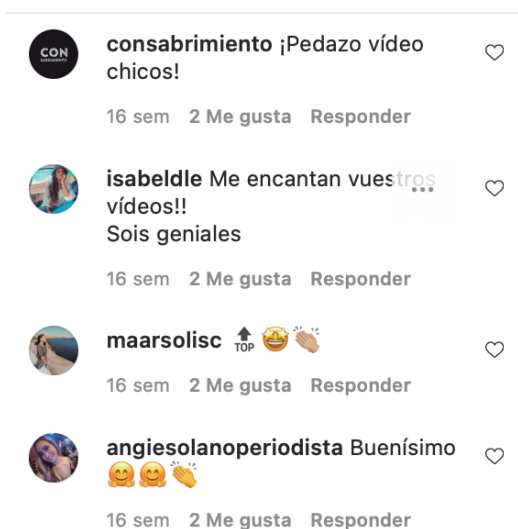 CON
SABRIMIENTO
consabrimiento ¡Pedazo vídeo
chicos!
16 sem 2 Me gusta Responder
isabeldle Me encantan vuestros
vídeos!!
Sois geniales
16 sem 2 Me gusta Responder
maarsolisc 🔝🤩👏🏼
16 sem 2 Me gusta Responder
angiesolanoperiodista Buenísimo
🤗🤗👏
16 sem 2 Me gusta Responder